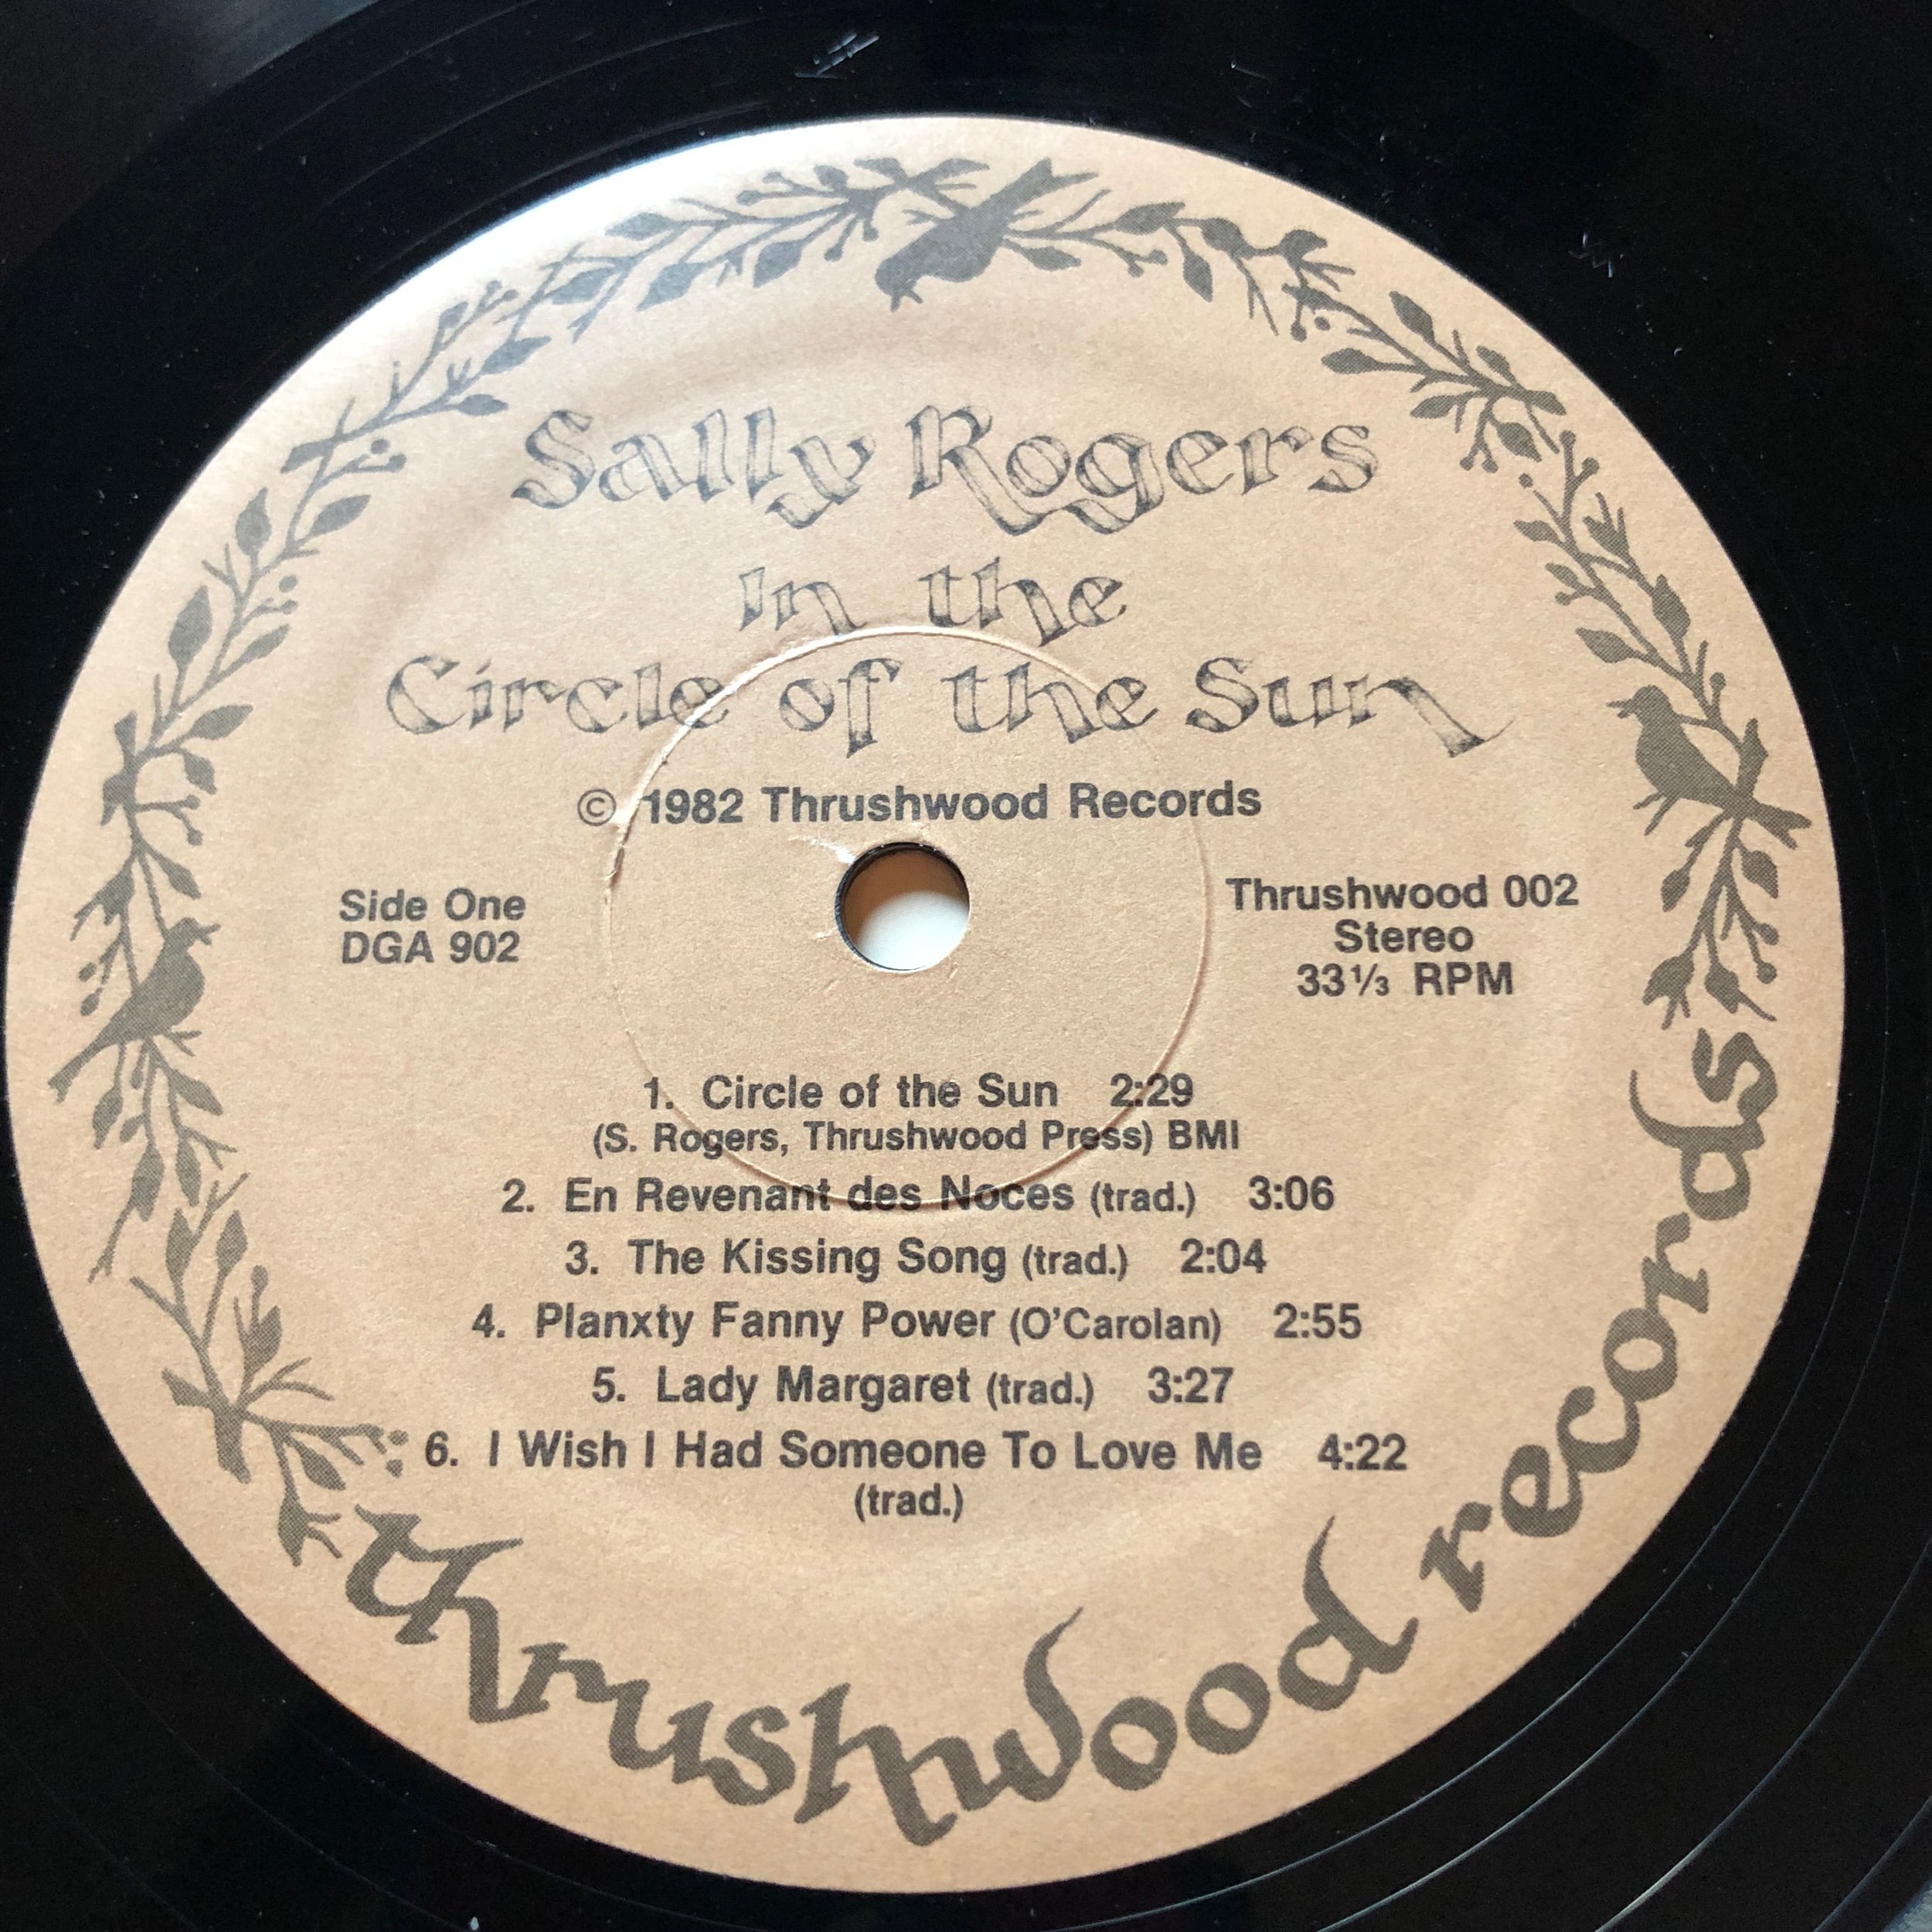 Sally Rogers
in the
Circle of the Sun
© 1982 Thrushwood Records
Side One
DGA 902
Thrushwood 002
Stereo
33⅓ RPM
1. Circle of the Sun 2:29
(S. Rogers, Thrushwood Press) BMI
2. En Revenant des Noces (trad.) 3:06
3. The Kissing Song (trad.) 2:04
4. Planxty Fanny Power (O'Carolan) 2:55
5. Lady Margaret (trad.) 3:27
6. I Wish I Had Someone To Love Me 4:22
(trad.)
thrushwood records